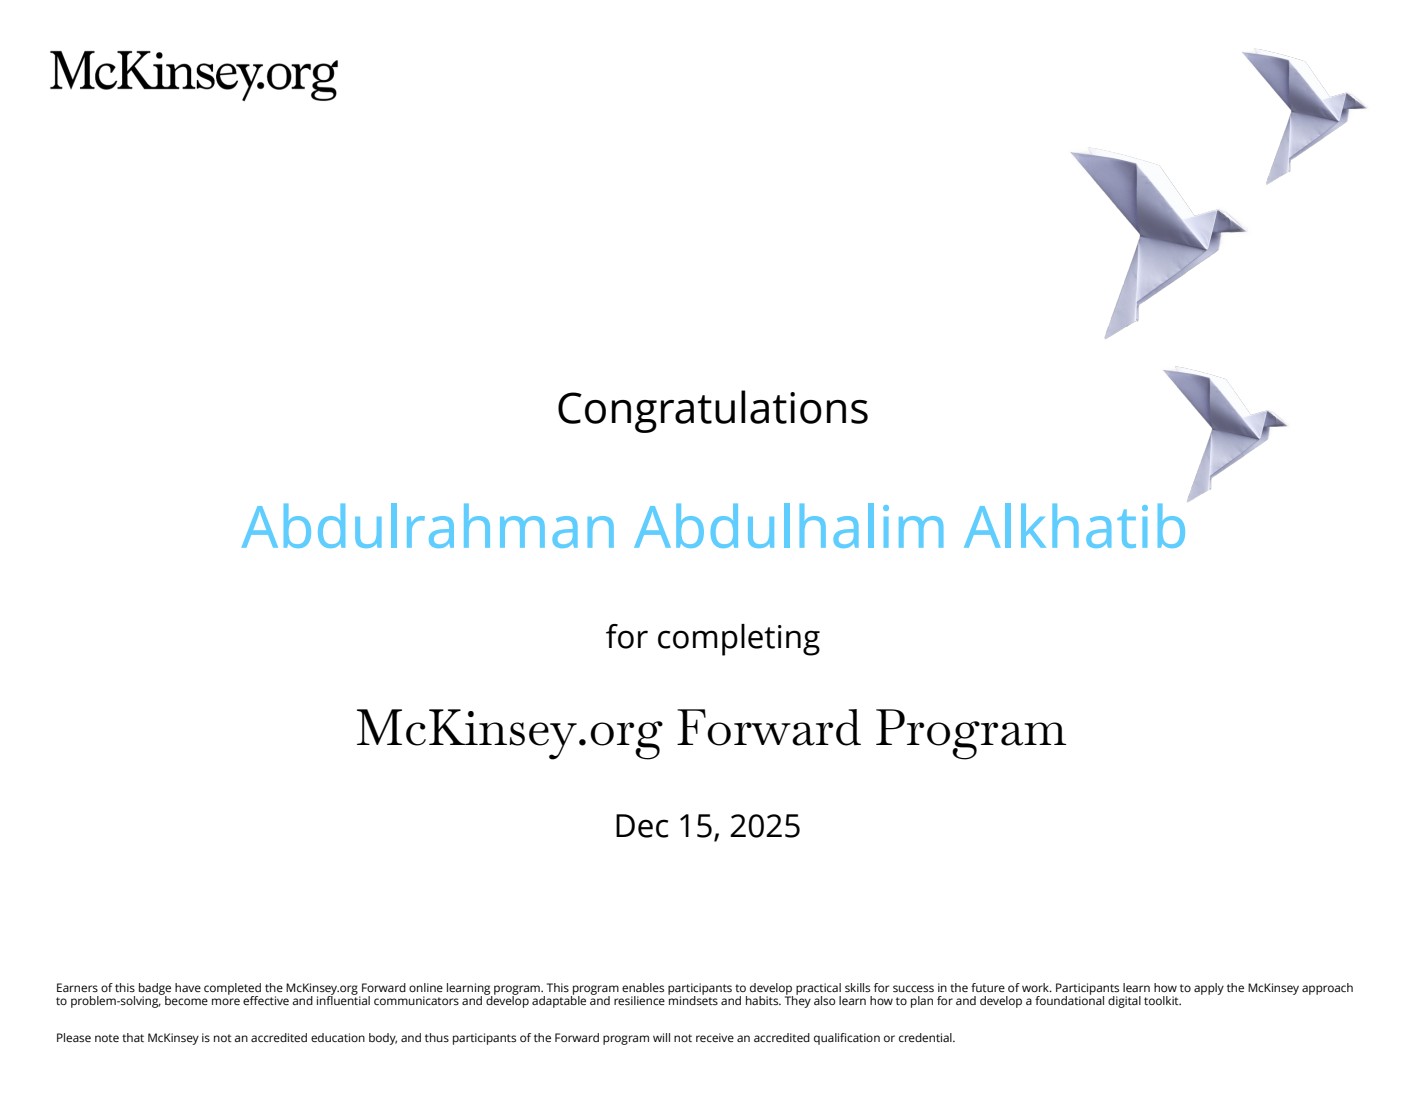 McKinsey.org
Congratulations
Abdulrahman Abdulhalim Alkhatib
for completing
McKinsey.org Forward Program
Dec 15, 2025
Earners of this badge have completed the McKinsey.org Forward online learning program. This program enables participants to develop practical skills for success in the future of work. Participants learn how to apply the McKinsey approach
to problem-solving, become more effective and influential communicators and develop adaptable and resilience mindsets and habits. They also learn how to plan for and develop a foundational digital toolkit.
Please note that McKinsey is not an accredited education body, and thus participants of the Forward program will not receive an accredited qualification or credential.